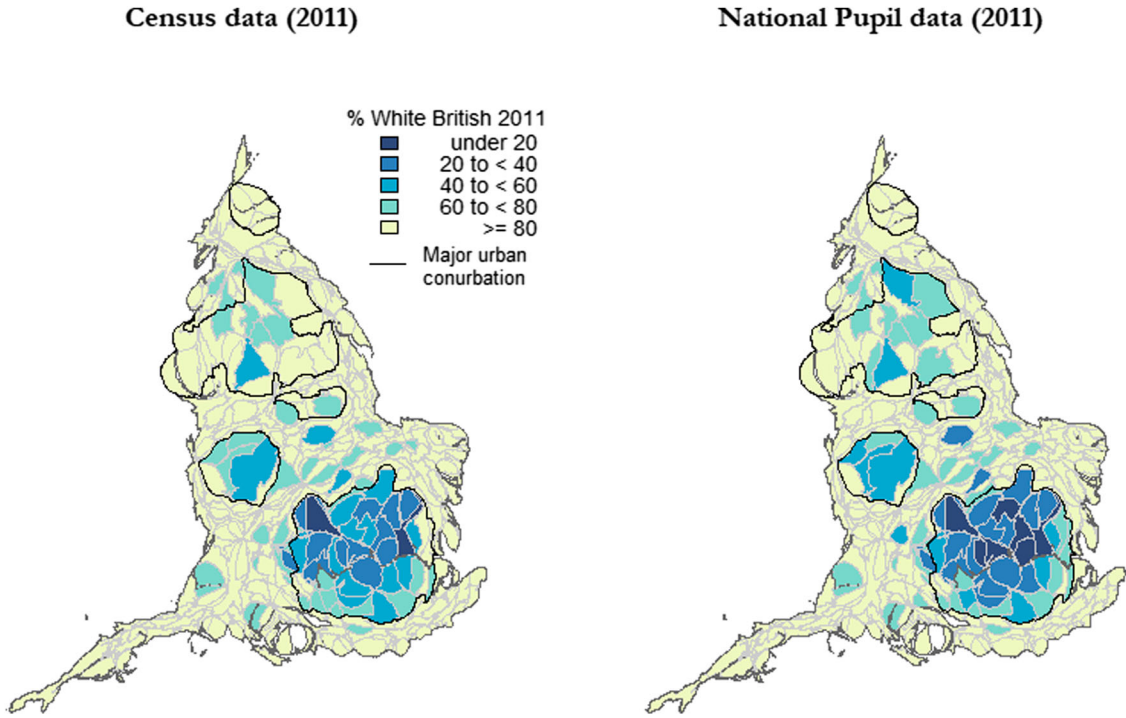 Census data (2011)
National Pupil data (2011)
% White British 2011
under 20
20 to < 40
40 to < 60
60 to < 80
>= 80
Major urban
conurbation